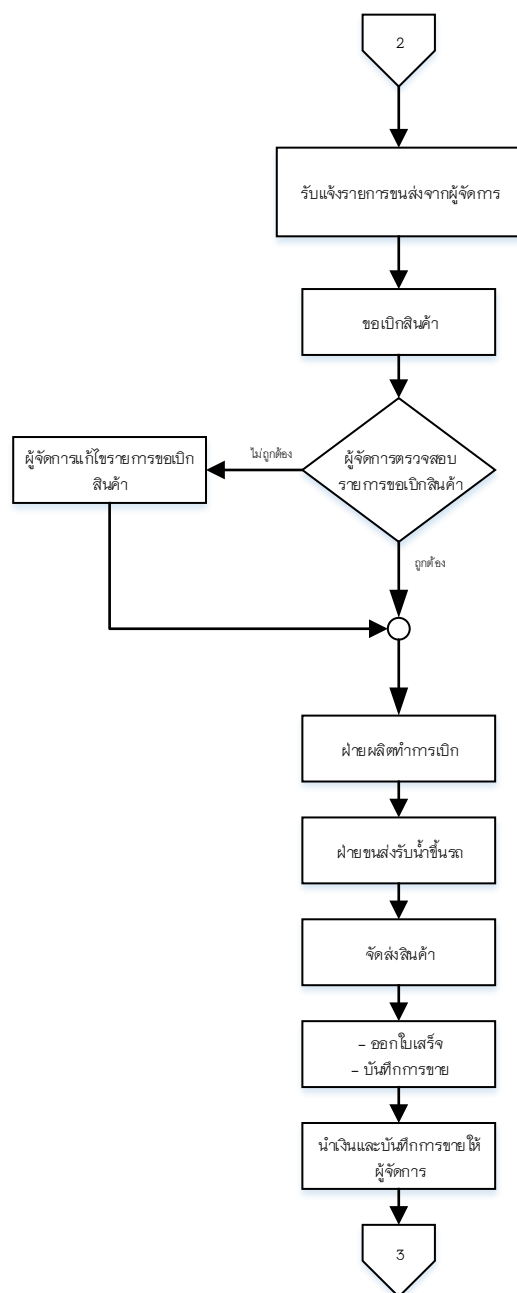 2
รับแจ้งรายการขนส่งจากผู้จัดการ
ขอเบิกสินค้า
ผู้จัดการตรวจสอบ
รายการขอเบิกสินค้า
ไม่ถูกต้อง
ผู้จัดการแก้ไขรายการขอเบิก
สินค้า
ถูกต้อง
ฝ่ายผลิตทำการเบิก
ฝ่ายขนส่งรับน้ำขึ้นรถ
จัดส่งสินค้า
– ออกใบเสร็จ
– บันทึกการขาย
นำเงินและบันทึกการขายให้
ผู้จัดการ
3